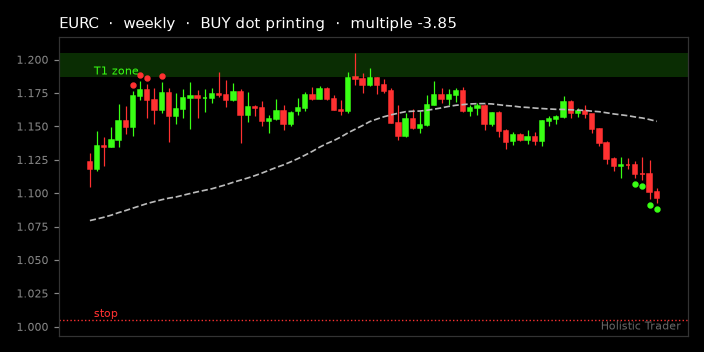 EURC · weekly · BUY dot printing · multiple -3.85
1.200
T1 zone
1.175
1.150
1.125
1.100
1.075
1.050
1.025
stop
1.000
Holistic Trader